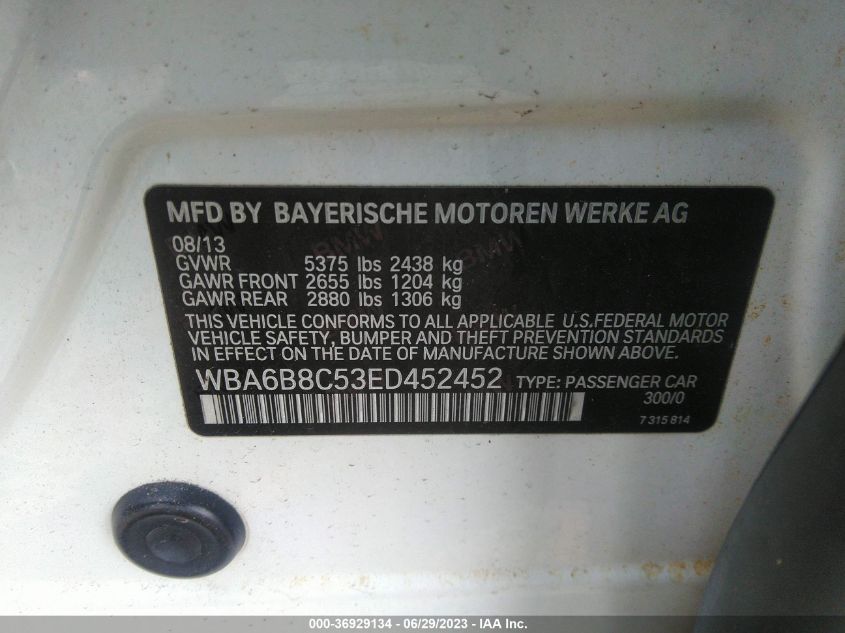 MFD BY BAYERISCHE MOTOREN WERKE AG
08/13
GVWR 5375 lbs 2438 kg
GAWR FRONT 2655 lbs 1204 kg
GAWR REAR 2880 lbs 1306 kg
THIS VEHICLE CONFORMS TO ALL APPLICABLE U.S.FEDERAL MOTOR
VEHICLE SAFETY, BUMPER AND THEFT PREVENTION STANDARDS
IN EFFECT ON THE DATE OF MANUFACTURE SHOWN ABOVE.
WBA6B8C53ED452452 TYPE: PASSENGER CAR
300/0
7 315 814
BMW
BMW
BMW
000-36929134 - 06/29/2023 - IAA Inc.